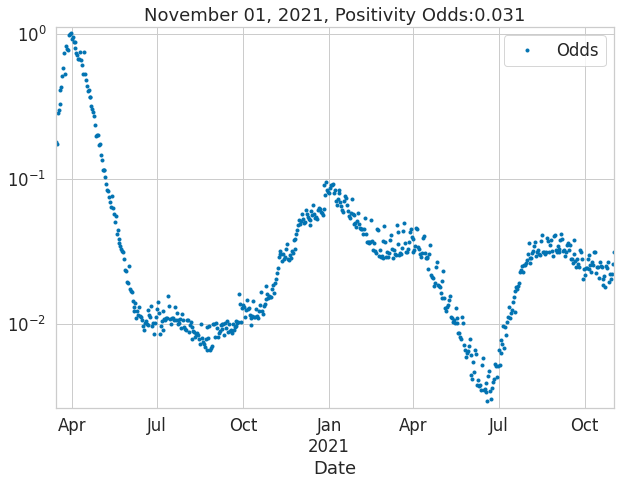 November 01, 2021, Positivity Odds:0.031
Odds
10⁰
10⁻¹
10⁻²
Apr
Jul
Oct
Jan
2021
Apr
Jul
Oct
Date